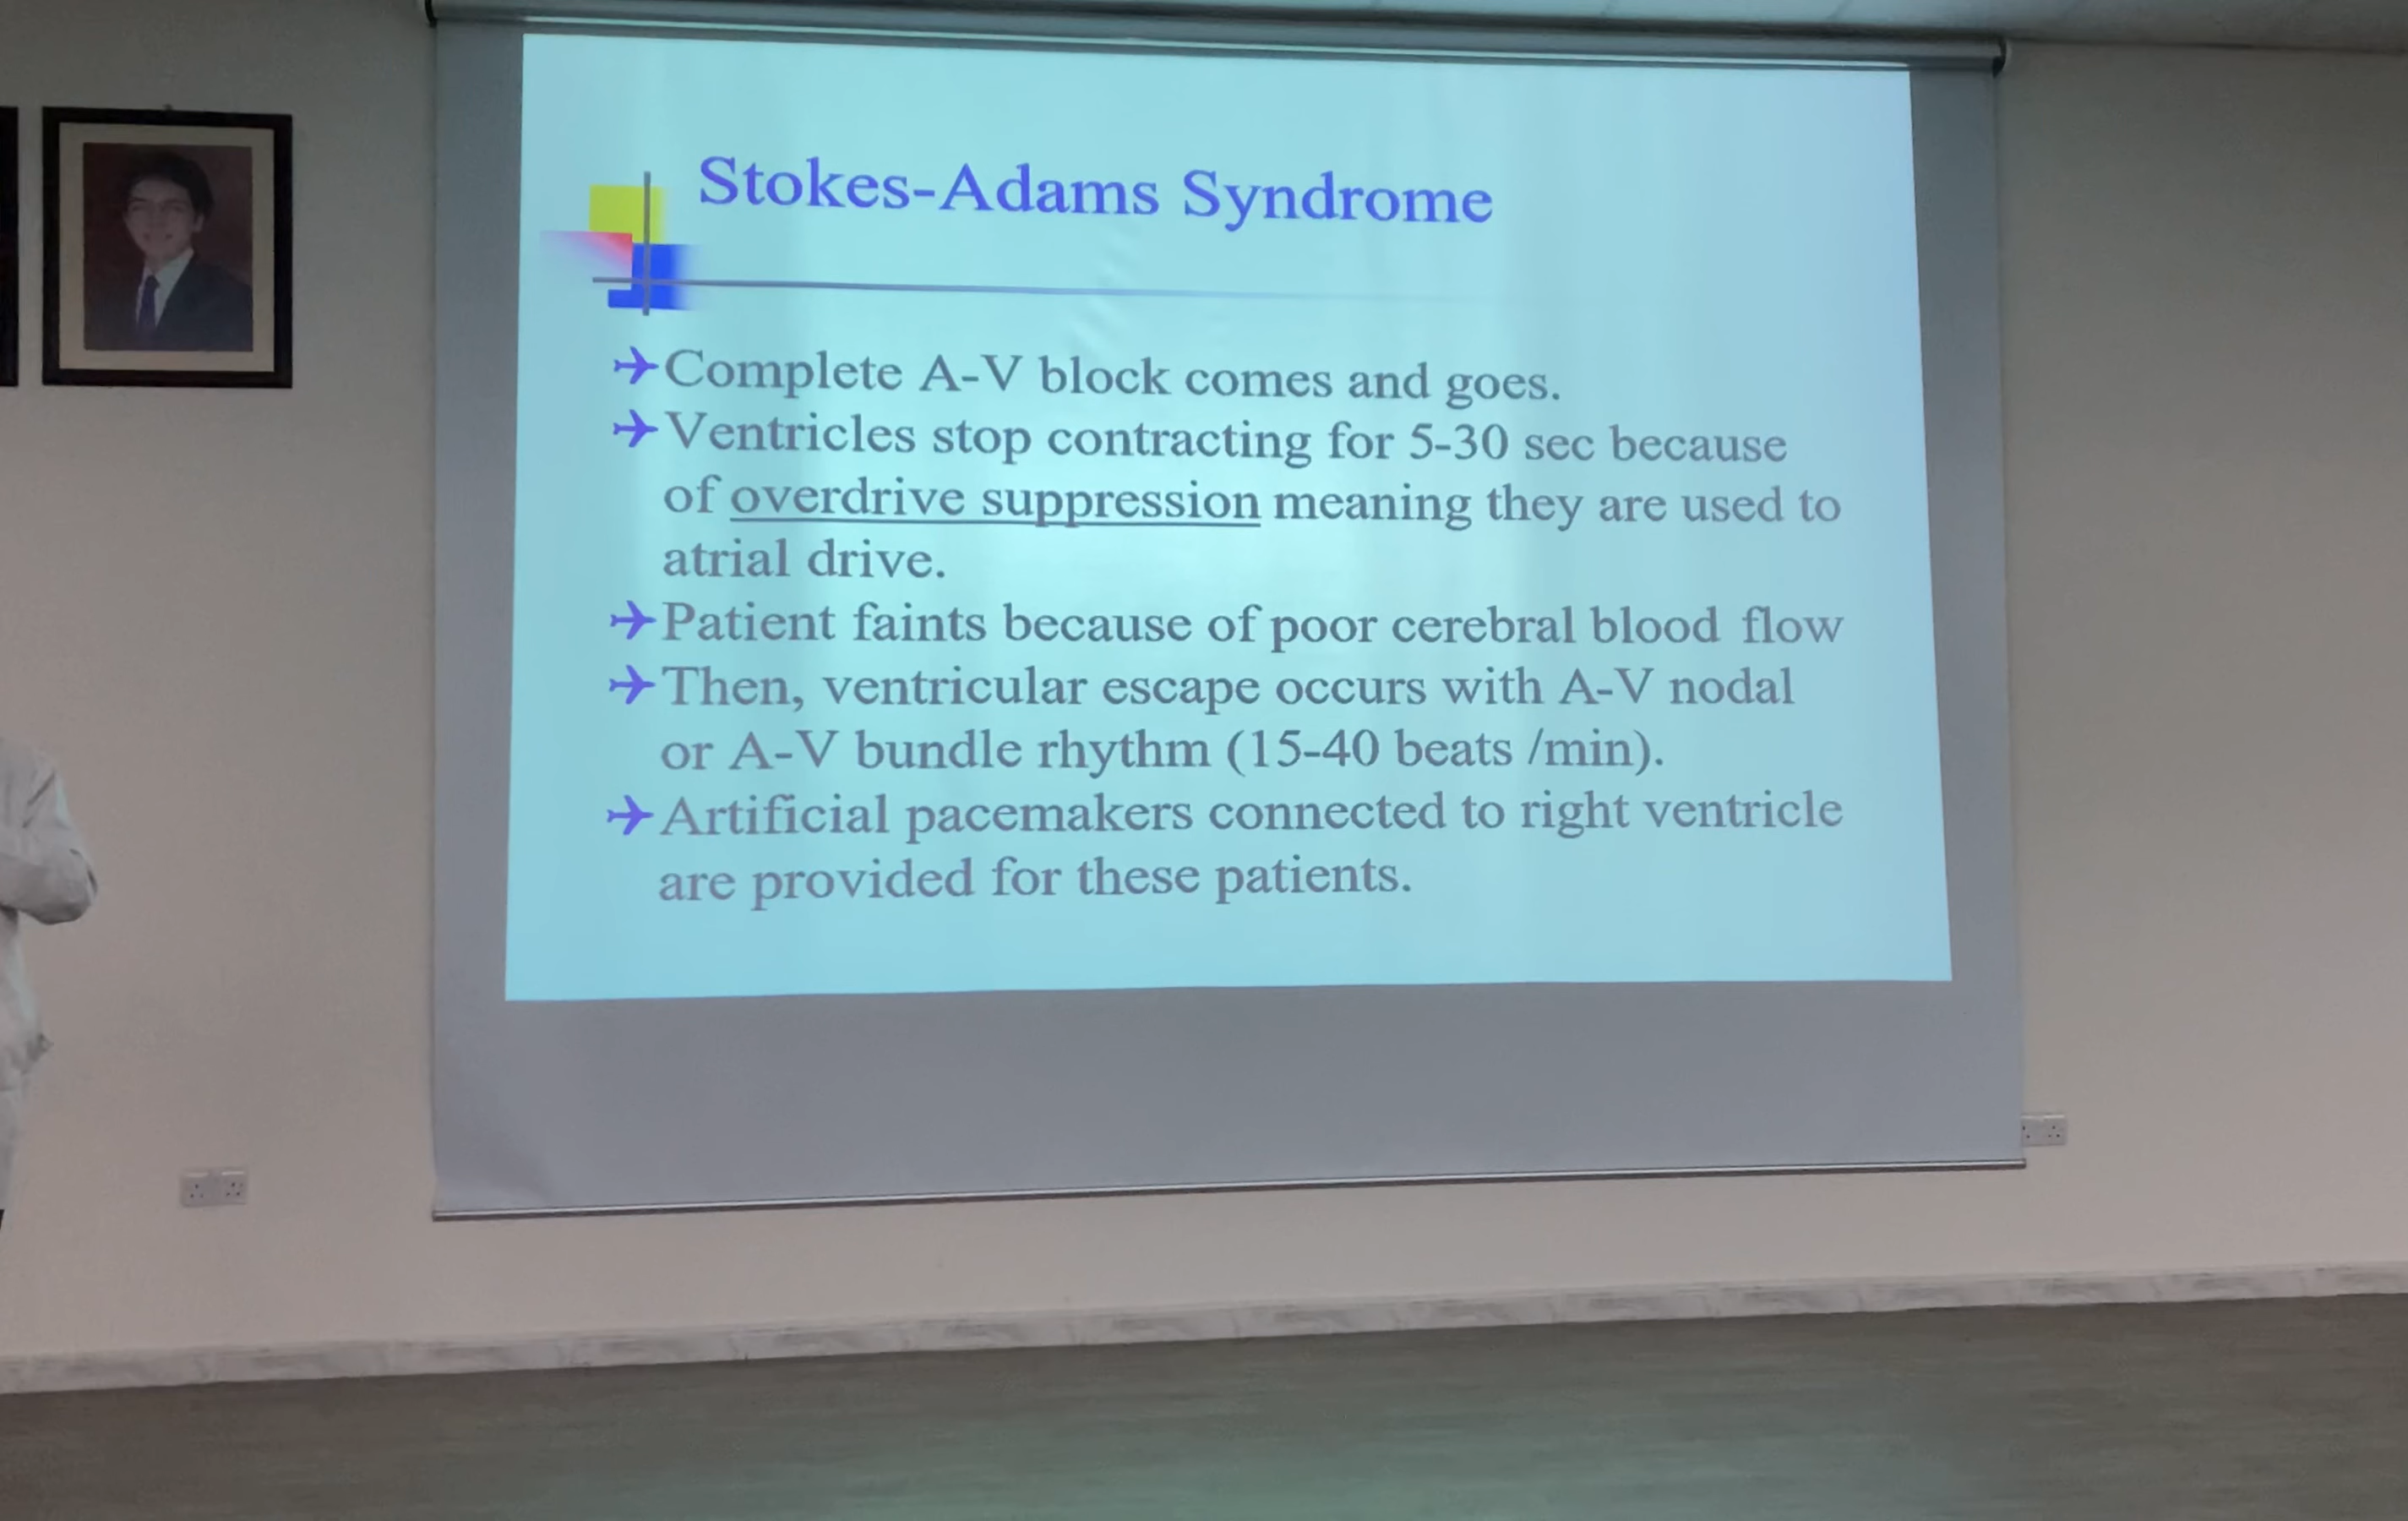 Stokes-Adams Syndrome
Complete A-V block comes and goes.
Ventricles stop contracting for 5-30 sec because
of overdrive suppression meaning they are used to
atrial drive.
Patient faints because of poor cerebral blood flow
Then, ventricular escape occurs with A-V nodal
or A-V bundle rhythm (15-40 beats /min).
Artificial pacemakers connected to right ventricle
are provided for these patients.